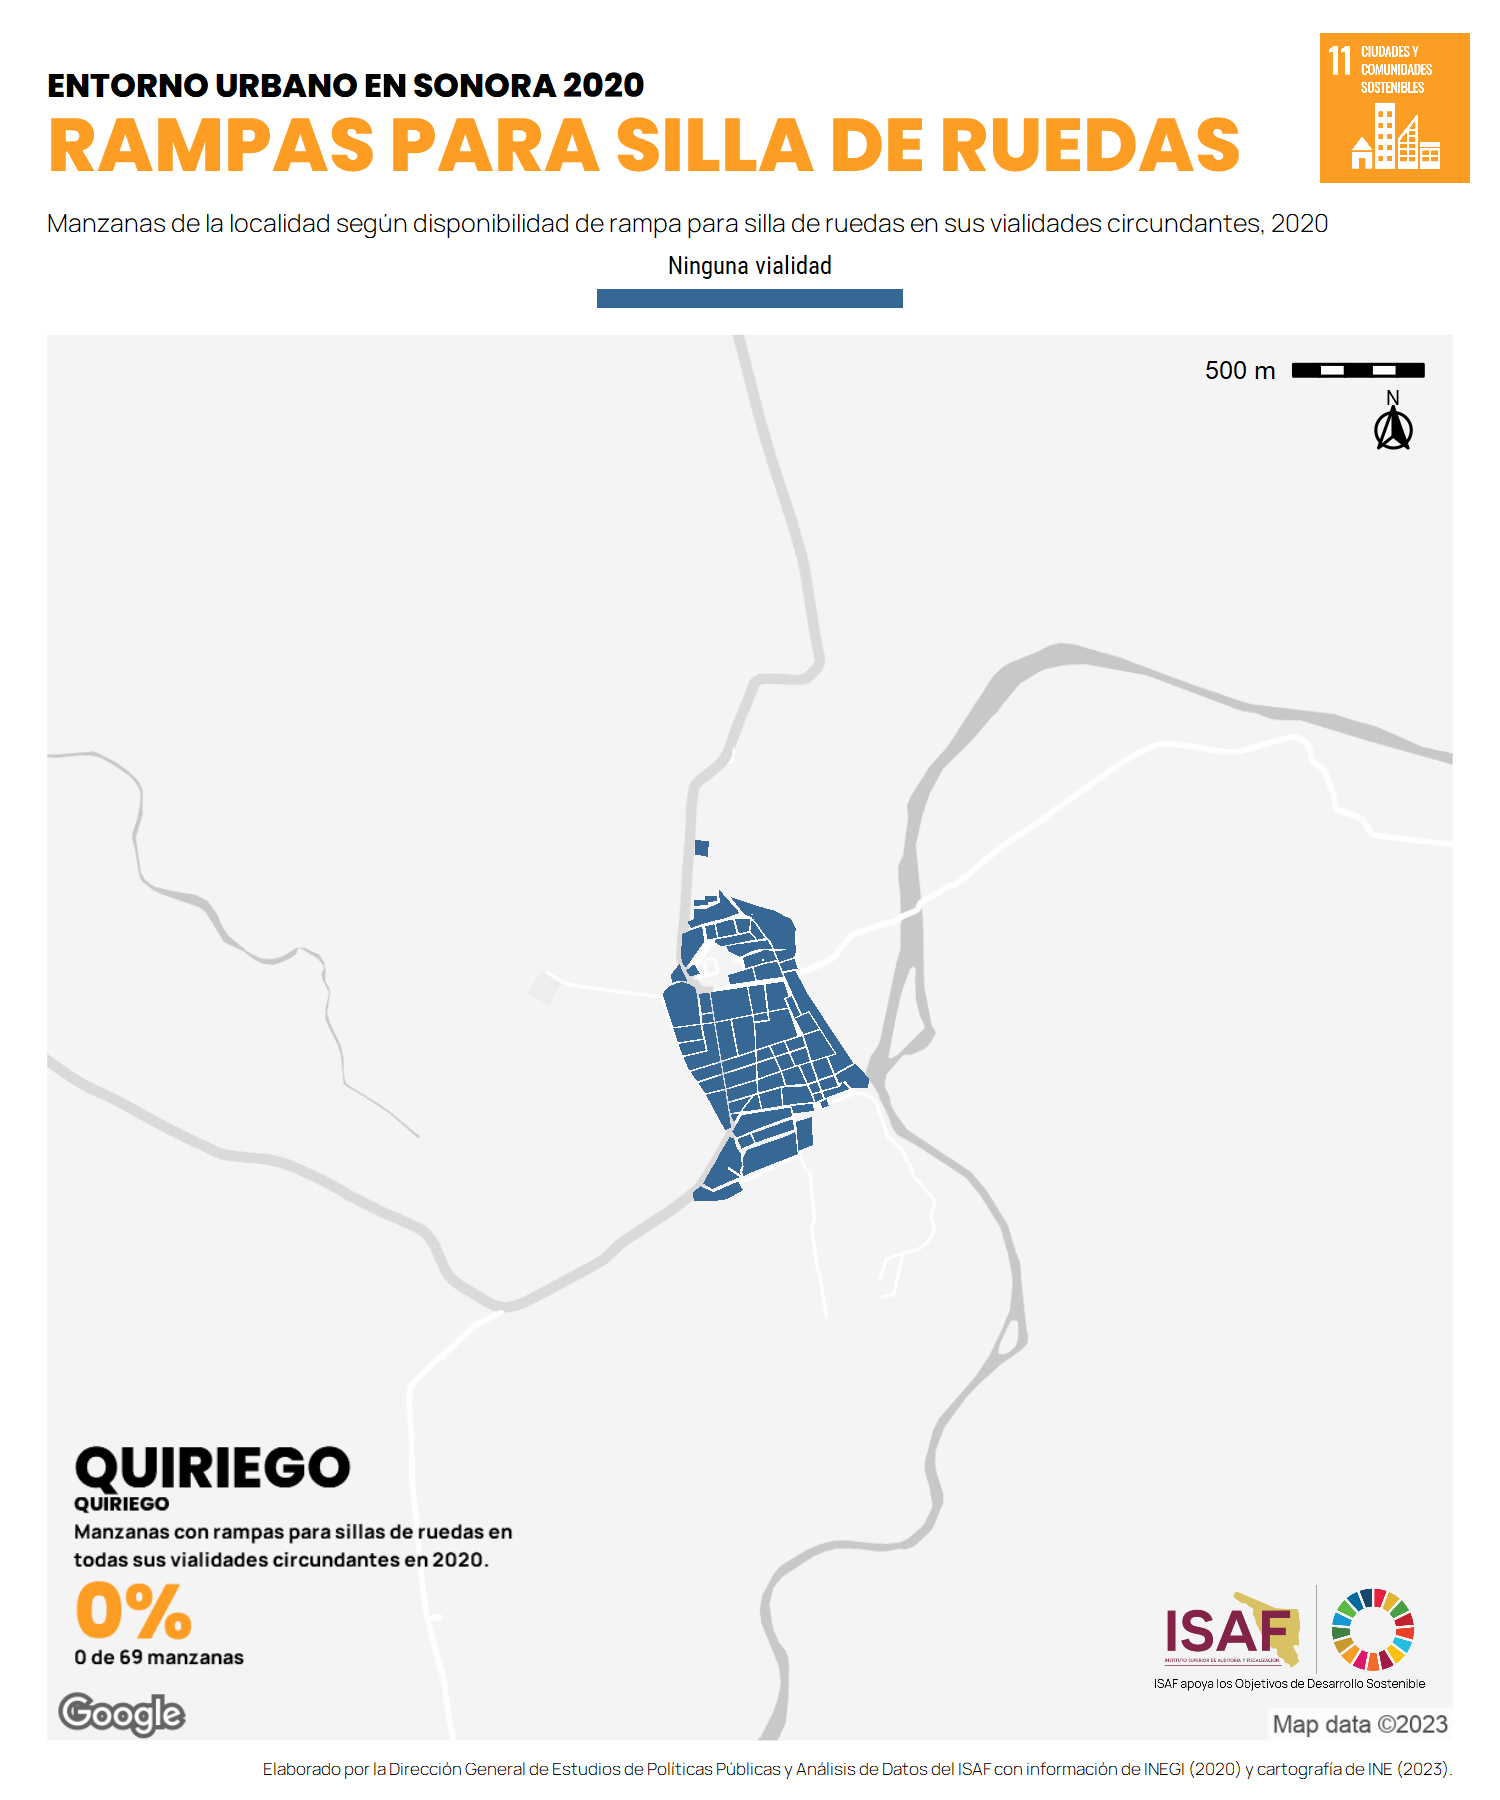 ENTORNO URBANO EN SONORA 2020
RAMPAS PARA SILLA DE RUEDAS
11 CIUDADES Y
COMUNIDADES
SOSTENIBLES
Manzanas de la localidad según disponibilidad de rampa para silla de ruedas en sus vialidades circundantes, 2020
Ninguna vialidad
500 m
N
QUIRIEGO
QUIRIEGO
Manzanas con rampas para sillas de ruedas en
todas sus vialidades circundantes en 2020.
0%
0 de 69 manzanas
Google
ISAF
INSTITUTO SUPERIOR DE AUDITORÍA Y FISCALIZACIÓN
ISAF apoya los Objetivos de Desarrollo Sostenible
Map data ©2023
Elaborado por la Dirección General de Estudios de Políticas Públicas y Análisis de Datos del ISAF con información de INEGI (2020) y cartografía de INE (2023).